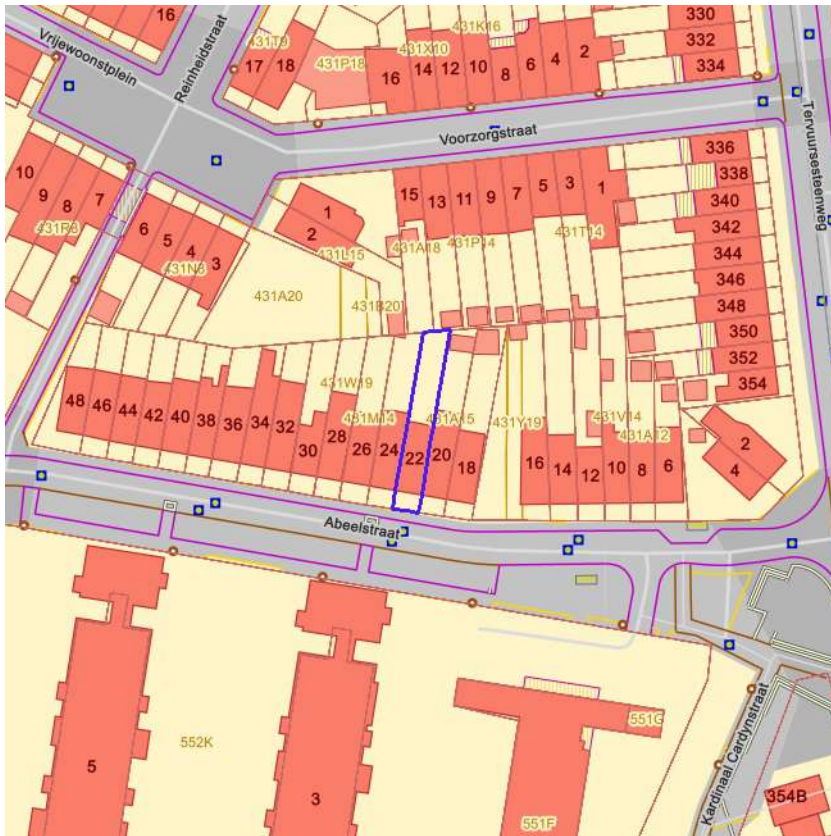 16
330
332
334
Vrijewoonstplein
Reinheidstraat
431T9
17
18
431P18
431X10
431K16
16
14
12
10
8
6
4
2
Voorzorgstraat
Tervuursesteenweg
10
9
8
7
431R8
6
5
4
3
431N8
1
2
431L15
15
13
11
9
7
5
3
1
431A18
431P14
431T14
336
338
340
342
344
346
348
350
352
354
431A20
431B20
48
46
44
42
40
38
36
34
32
30
28
26
24
22
20
18
431W19
431M14
431A15
431Y19
431V14
431A12
16
14
12
10
8
6
2
4
Abeelstraat
552K
5
3
551G
551F
Kardinaal Cardynstraat
354B